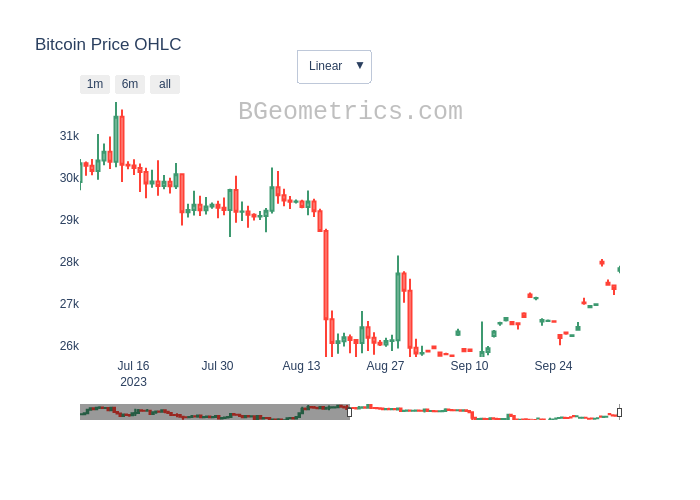 Bitcoin Price OHLC
Linear ▼
1m 6m all
BGeometrics.com
31k
30k
29k
28k
27k
26k
Jul 16 Jul 30 Aug 13 Aug 27 Sep 10 Sep 24
2023